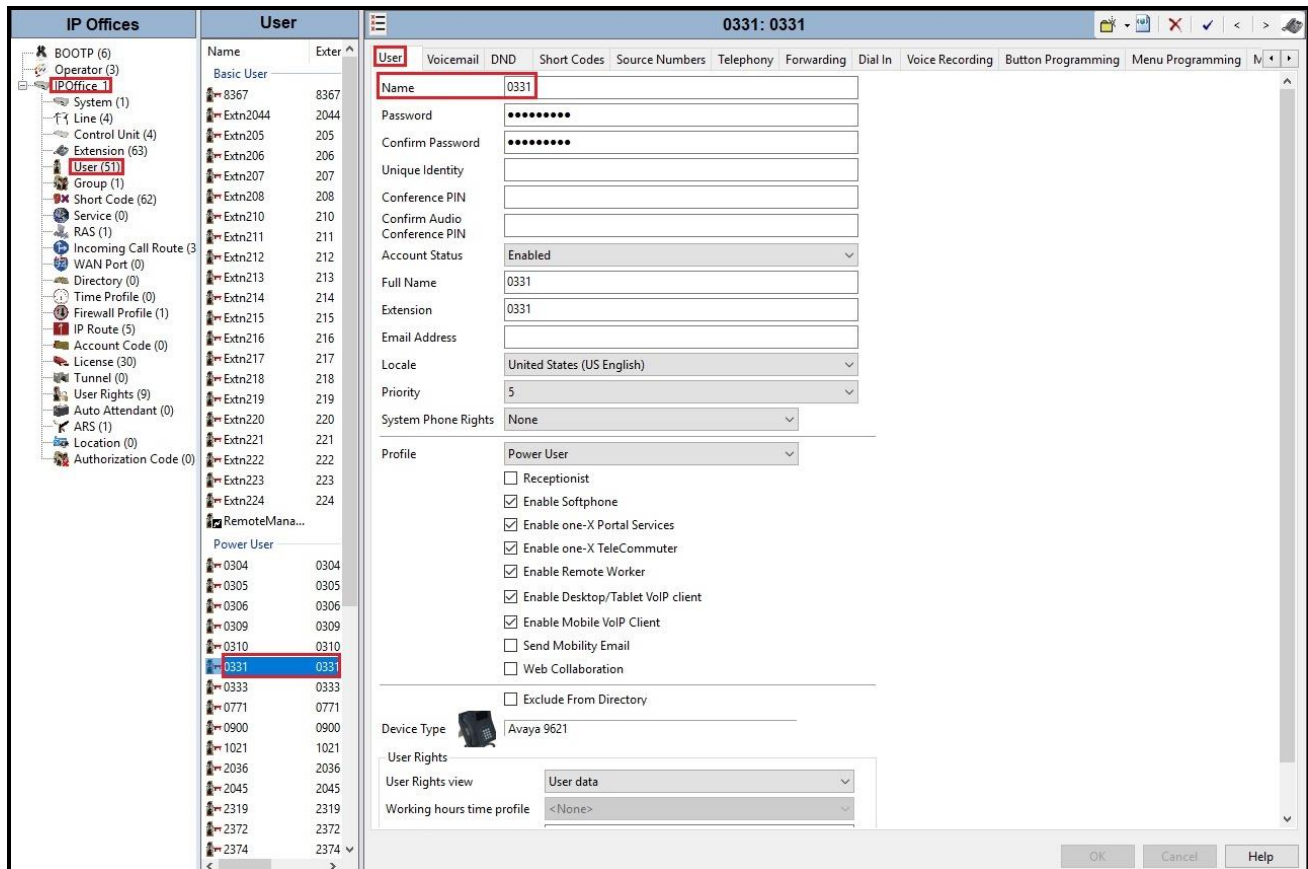 IP Offices
BOOTP (6)
Operator (3)
IPOffice_1
System (1)
Line (4)
Control Unit (4)
Extension (63)
User (51)
Group (1)
Short Code (62)
Service (0)
RAS (1)
Incoming Call Route (3
WAN Port (0)
Directory (0)
Time Profile (0)
Firewall Profile (1)
IP Route (5)
Account Code (0)
License (30)
Tunnel (0)
User Rights (9)
Auto Attendant (0)
ARS (1)
Location (0)
Authorization Code (0)
User
Name Exter
Basic User
8367 8367
Extn2044 2044
Extn205 205
Extn206 206
Extn207 207
Extn208 208
Extn210 210
Extn211 211
Extn212 212
Extn213 213
Extn214 214
Extn215 215
Extn216 216
Extn217 217
Extn218 218
Extn219 219
Extn220 220
Extn221 221
Extn222 222
Extn223 223
Extn224 224
RemoteMana...
Power User
0304 0304
0305 0305
0306 0306
0309 0309
0310 0310
0331 0331
0333 0333
0771 0771
0900 0900
1021 1021
2036 2036
2045 2045
2319 2319
2372 2372
2374 2374
0331: 0331
User Voicemail DND Short Codes Source Numbers Telephony Forwarding Dial In Voice Recording Button Programming Menu Programming
Name 0331
Password •••••••••
Confirm Password •••••••••
Unique Identity
Conference PIN
Confirm Audio
Conference PIN
Account Status Enabled
Full Name 0331
Extension 0331
Email Address
Locale United States (US English)
Priority 5
System Phone Rights None
Profile Power User
Receptionist
Enable Softphone
Enable one-X Portal Services
Enable one-X TeleCommuter
Enable Remote Worker
Enable Desktop/Tablet VoIP client
Enable Mobile VoIP Client
Send Mobility Email
Web Collaboration
Exclude From Directory
Device Type Avaya 9621
User Rights
User Rights view User data
Working hours time profile <None>
OK Cancel Help